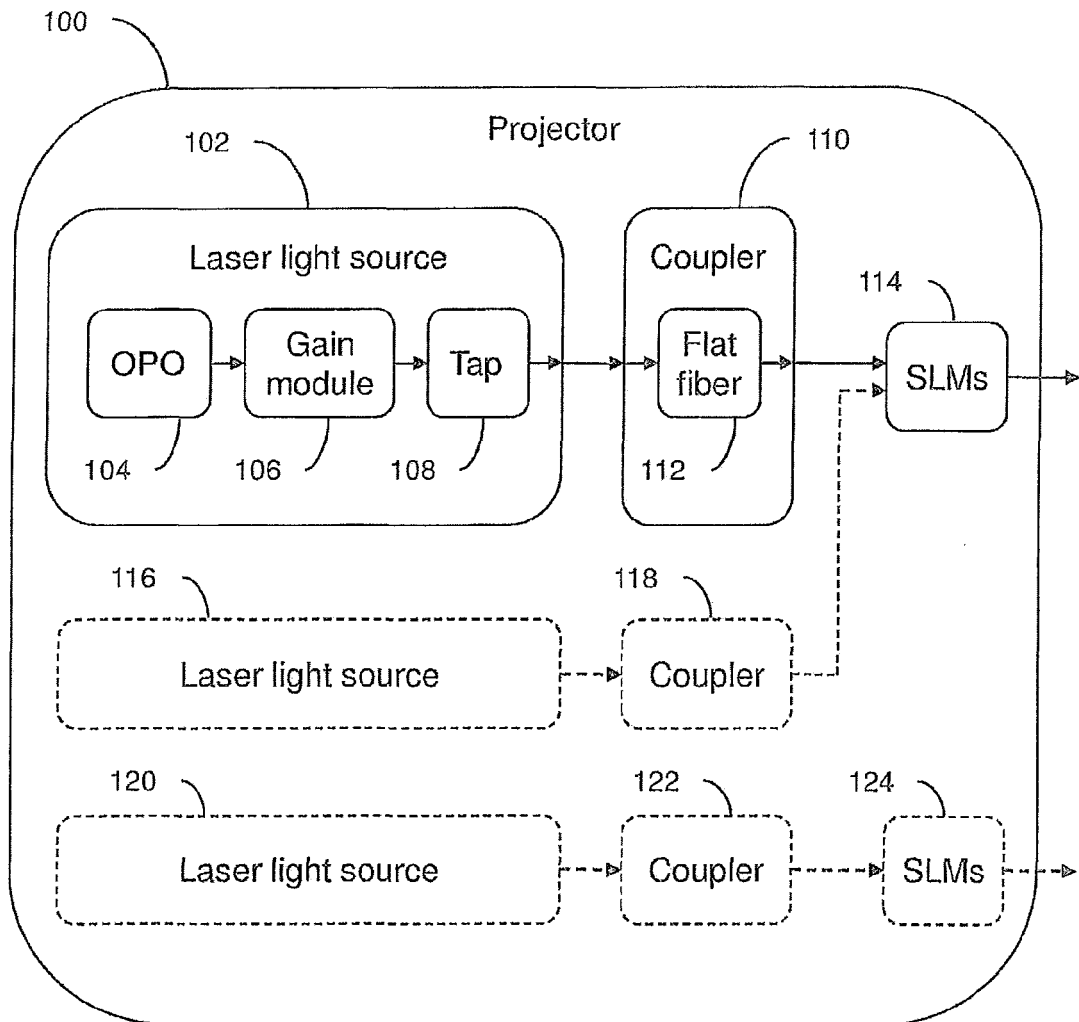 100
Projector
102
110
Laser light source
Coupler
114
OPO
Gain
module
Tap
Flat
fiber
SLMs
104
106
108
112
116
118
Laser light source
Coupler
120
122
124
Laser light source
Coupler
SLMs